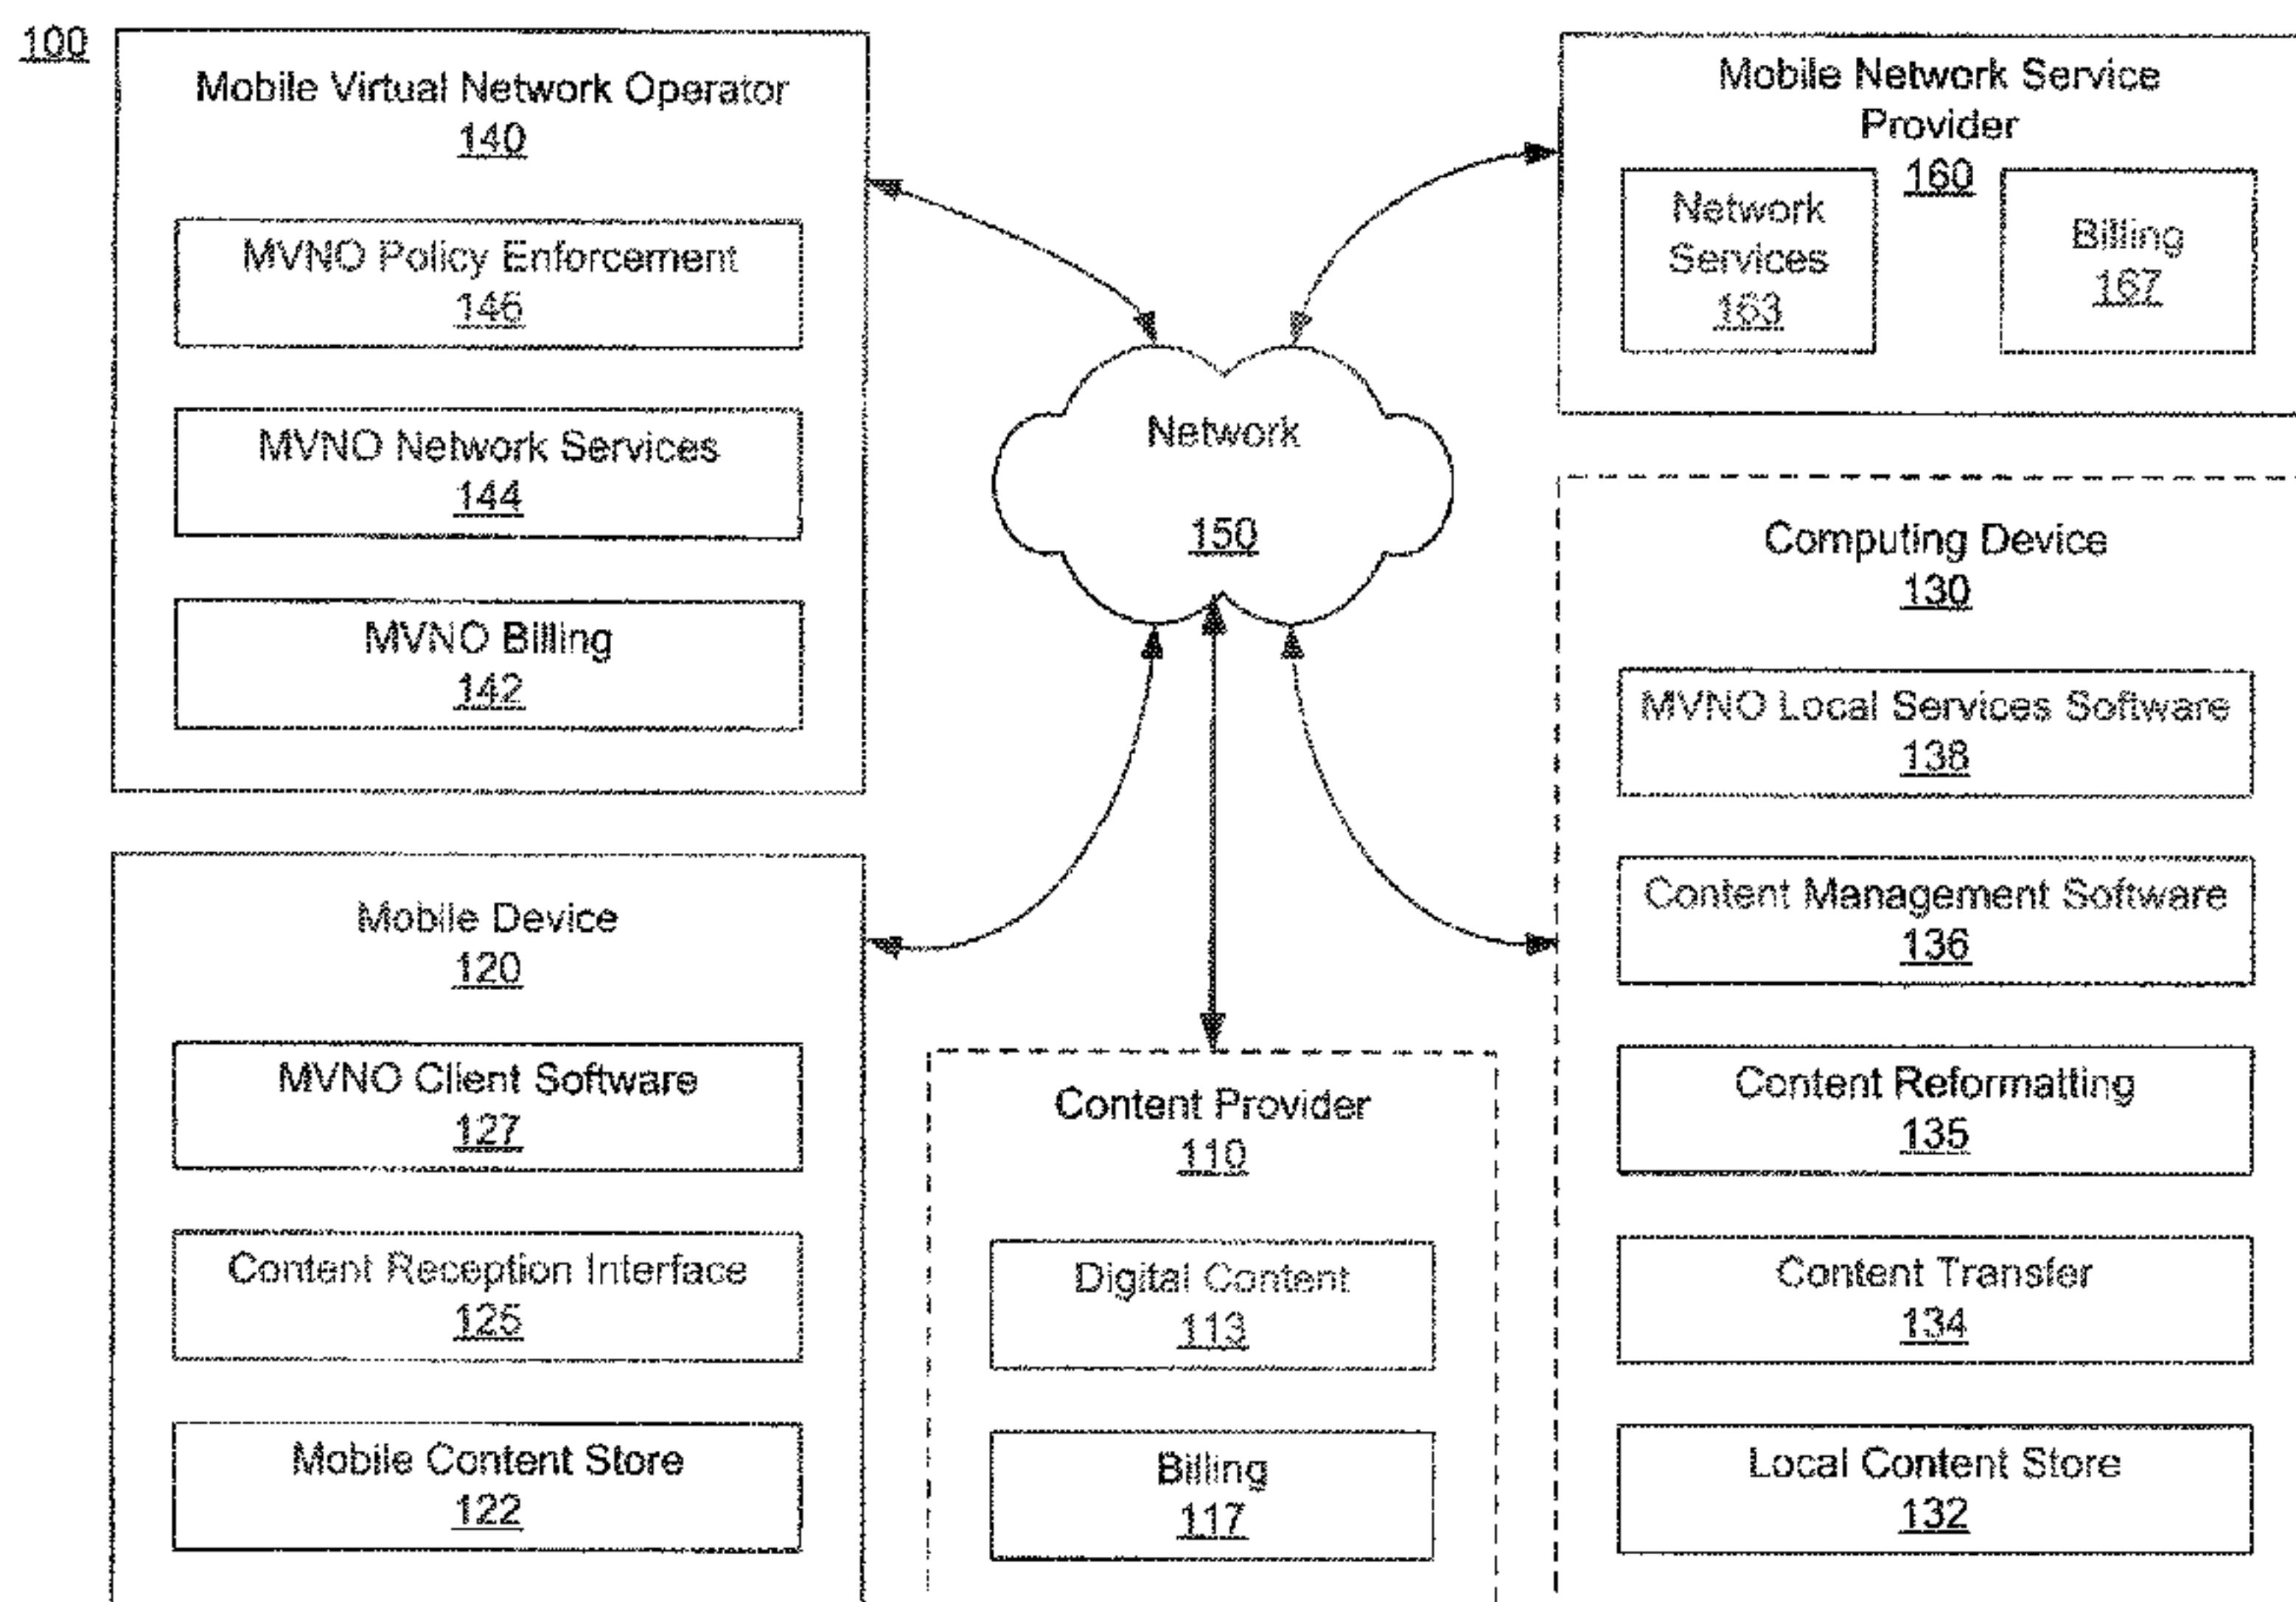 100
Mobile Virtual Network Operator
140
MVNO Policy Enforcement
146
MVNO Network Services
144
MVNO Billing
142
Mobile Network Service
Provider
160
Network
Services
163
Billing
167
Network
150
Computing Device
130
MVNO Local Services Software
138
Content Management Software
136
Content Reformatting
135
Content Transfer
134
Local Content Store
132
Mobile Device
120
MVNO Client Software
127
Content Reception Interface
125
Mobile Content Store
122
Content Provider
110
Digital Content
113
Billing
117